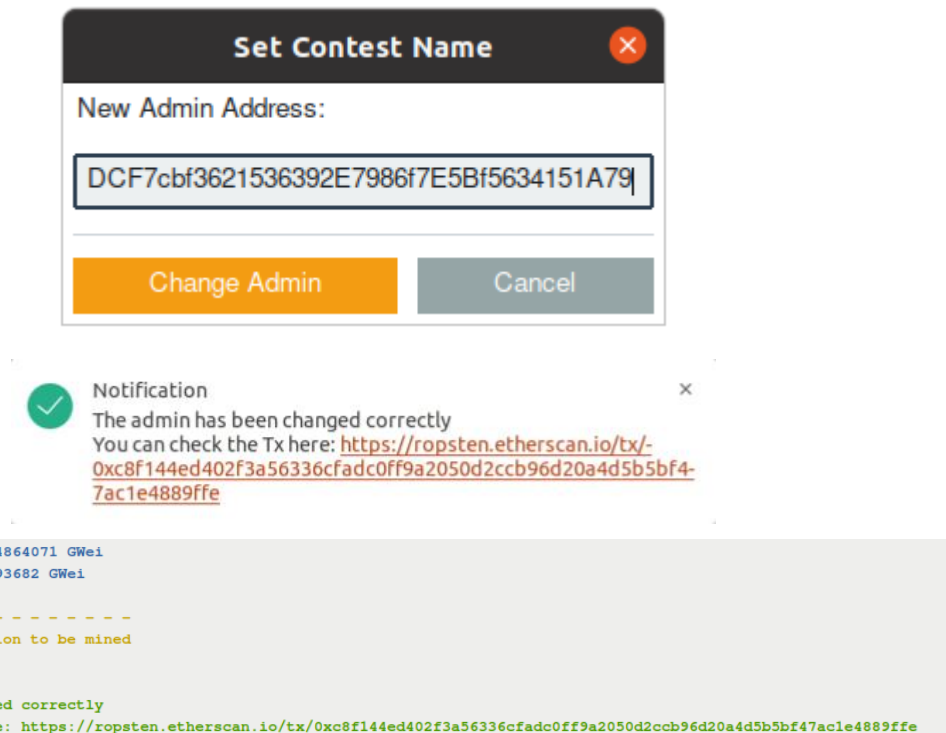 Set Contest Name
New Admin Address:
DCF7cbf3621536392E7986f7E5Bf5634151A79
Change Admin Cancel
Notification
The admin has been changed correctly
You can check the Tx here: https://ropsten.etherscan.io/tx/-
0xc8f144ed402f3a56336cfadc0ff9a2050d2ccb96d20a4d5b5bf4-
7ac1e4889ffe
4864071 GWei
93682 GWei
- - - - - - - -
ion to be mined
ed correctly
e: https://ropsten.etherscan.io/tx/0xc8f144ed402f3a56336cfadc0ff9a2050d2ccb96d20a4d5b5bf47ac1e4889ffe